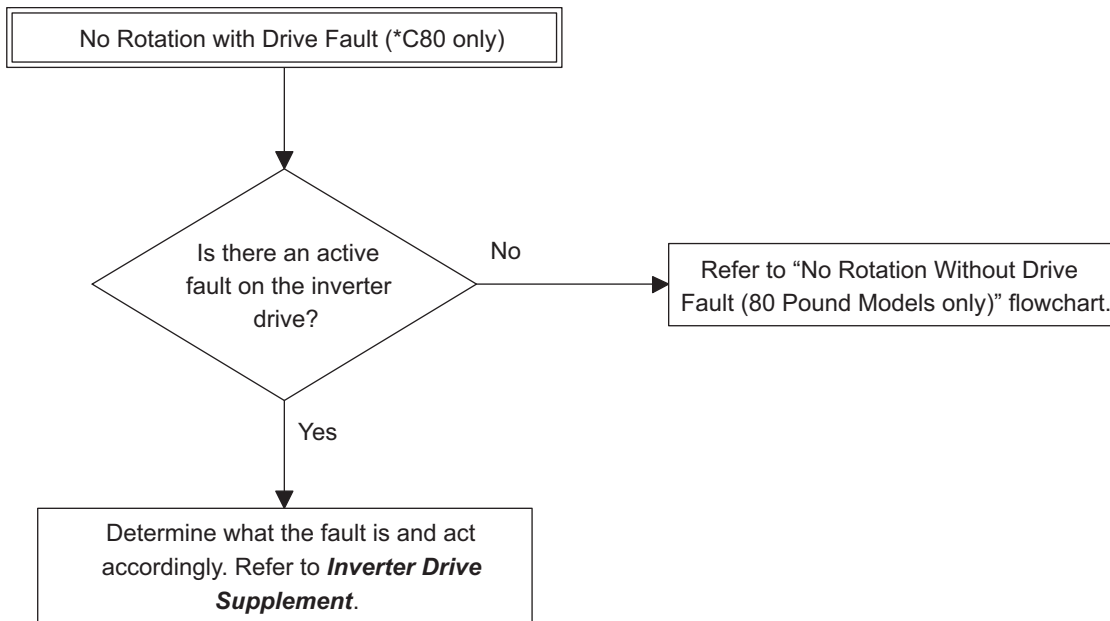 No Rotation with Drive Fault (*C80 only)
Is there an active
fault on the inverter
drive?
No
Refer to “No Rotation Without Drive
Fault (80 Pound Models only)” flowchart.
Yes
Determine what the fault is and act
accordingly. Refer to Inverter Drive
Supplement.